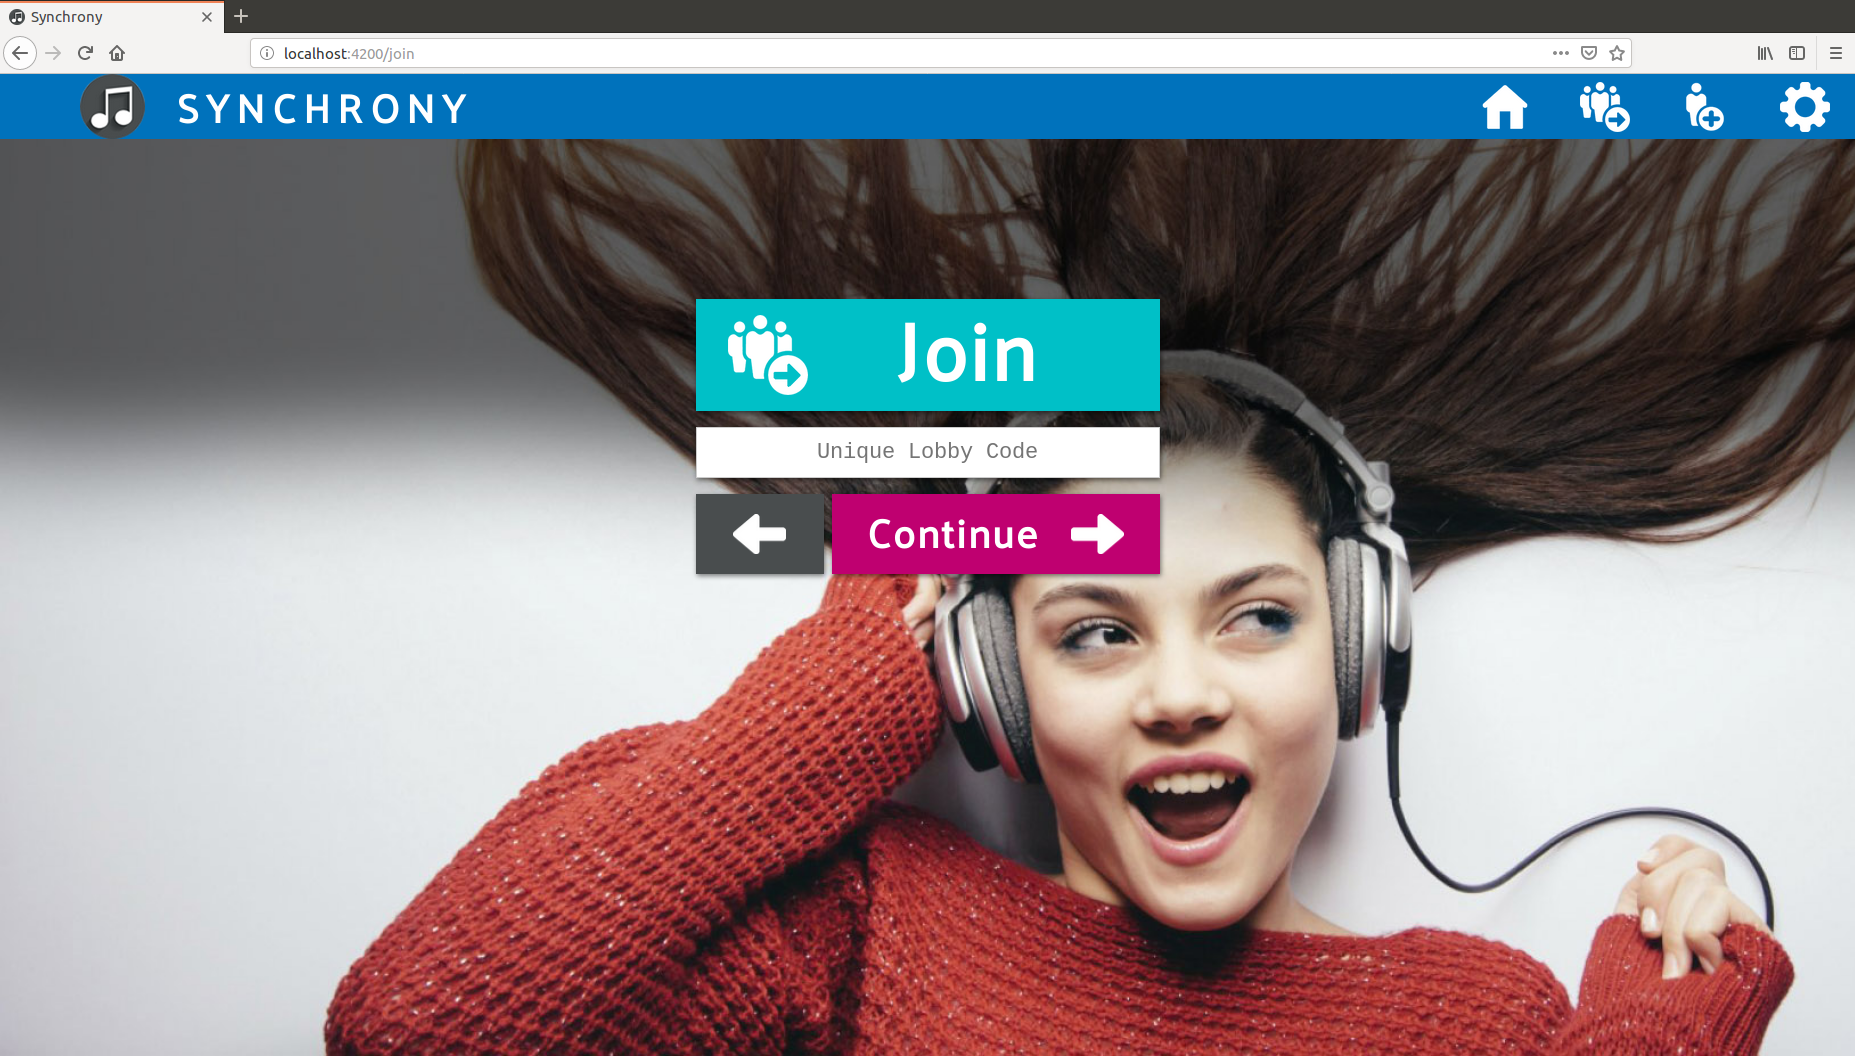 Synchrony
localhost:4200/join
SYNCHRONY
Join
Unique Lobby Code
Continue